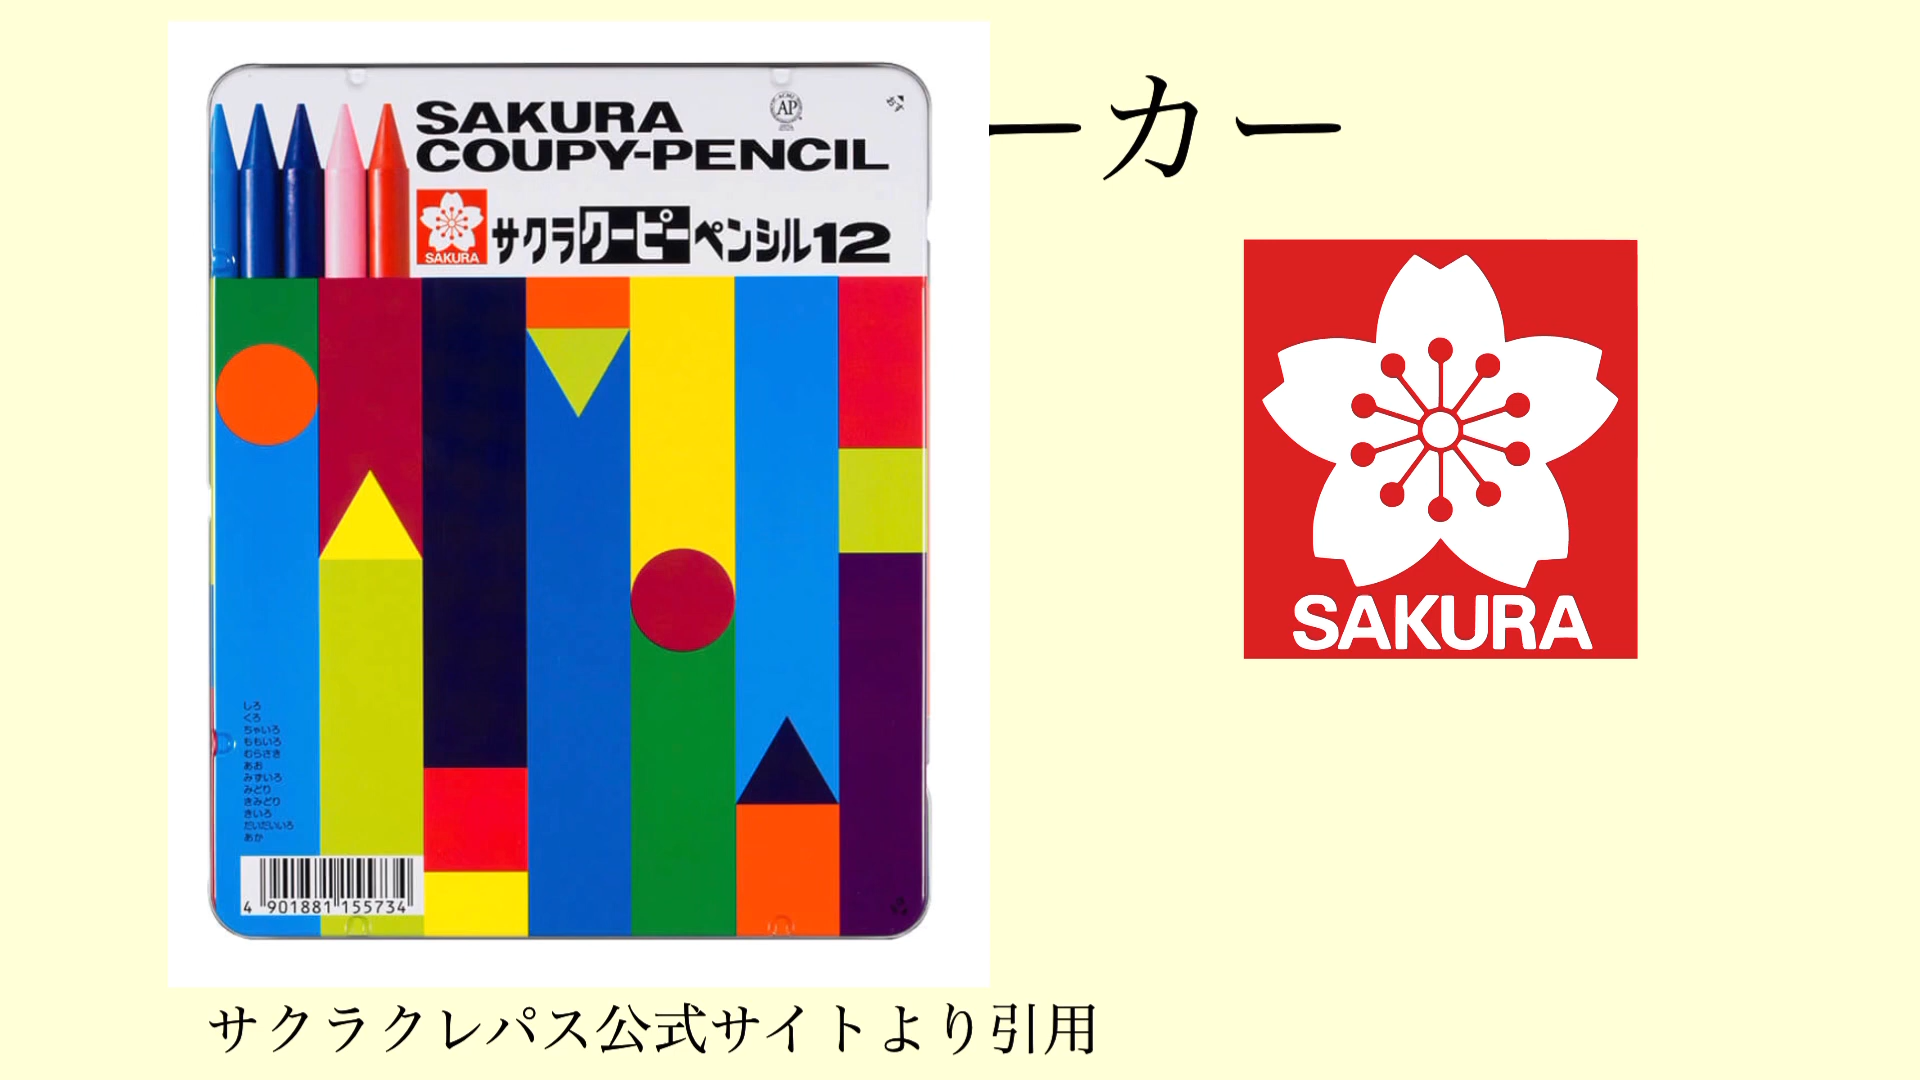 ーカー
SAKURA
COUPY-PENCIL
AP
SAKURA
サクラクーピーペンシル12
しろ
くろ
ちゃいろ
ももいろ
むらさき
あお
みずいろ
みどり
きみどり
きいろ
だいだいいろ
あか
4 901881 155734
SAKURA
サクラクレパス公式サイトより引用